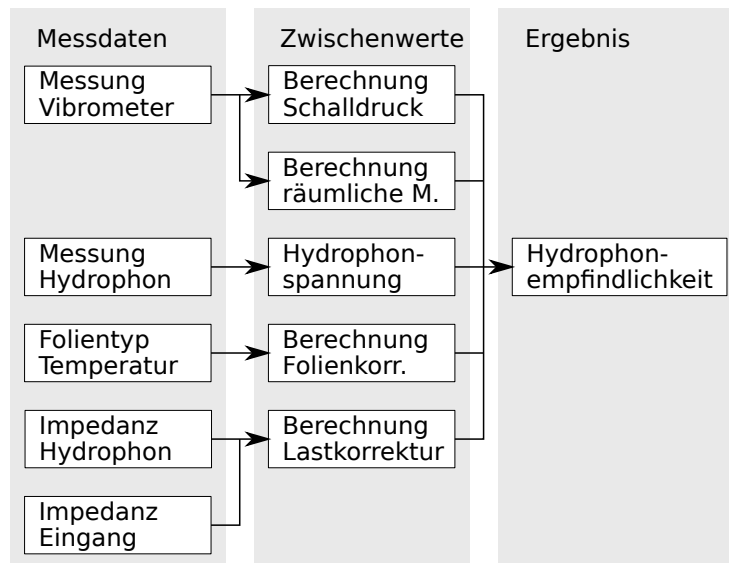 Messdaten
Zwischenwerte
Ergebnis
Messung
Vibrometer
Berechnung
Schalldruck
Berechnung
räumliche M.
Messung
Hydrophon
Hydrophon-
spannung
Hydrophon-
empfindlichkeit
Folientyp
Temperatur
Berechnung
Folienkorr.
Impedanz
Hydrophon
Berechnung
Lastkorrektur
Impedanz
Eingang